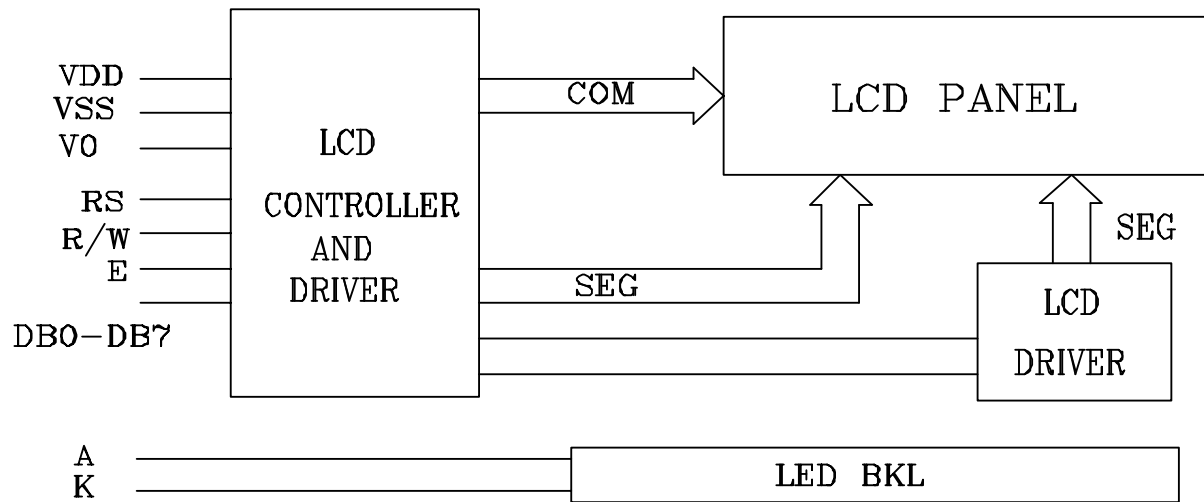 VDD
VSS
V0
RS
R/W
E
DB0-DB7
LCD
CONTROLLER
AND
DRIVER
COM
LCD PANEL
SEG
SEG
LCD
DRIVER
A
K
LED BKL